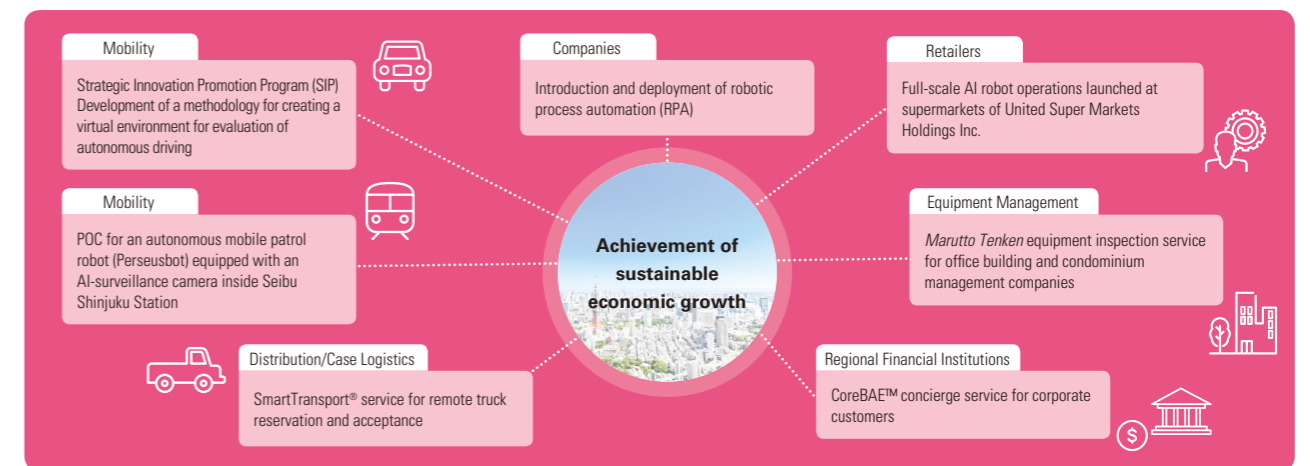 Mobility
Strategic Innovation Promotion Program (SIP)
Development of a methodology for creating a
virtual environment for evaluation of
autonomous driving
Companies
Introduction and deployment of robotic
process automation (RPA)
Retailers
Full-scale AI robot operations launched at
supermarkets of United Super Markets
Holdings Inc.
Mobility
POC for an autonomous mobile patrol
robot (Perseusbot) equipped with an
AI-surveillance camera inside Seibu
Shinjuku Station
Achievement of
sustainable
economic growth
Equipment Management
Marutto Tenken equipment inspection service
for office building and condominium
management companies
Distribution/Case Logistics
SmartTransport® service for remote truck
reservation and acceptance
Regional Financial Institutions
CoreBAE™ concierge service for corporate
customers
$